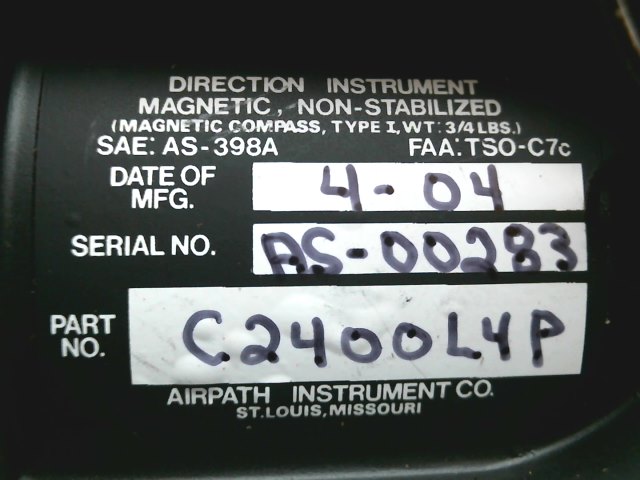 DIRECTION INSTRUMENT
MAGNETIC, NON-STABILIZED
(MAGNETIC COMPASS, TYPE I, WT: 3/4 LBS.)
SAE: AS-398A FAA: TSO-C7c
DATE OF MFG. 4-04
SERIAL NO. AS-00283
PART NO. C2400L4P
AIRPATH INSTRUMENT CO.
ST. LOUIS, MISSOURI